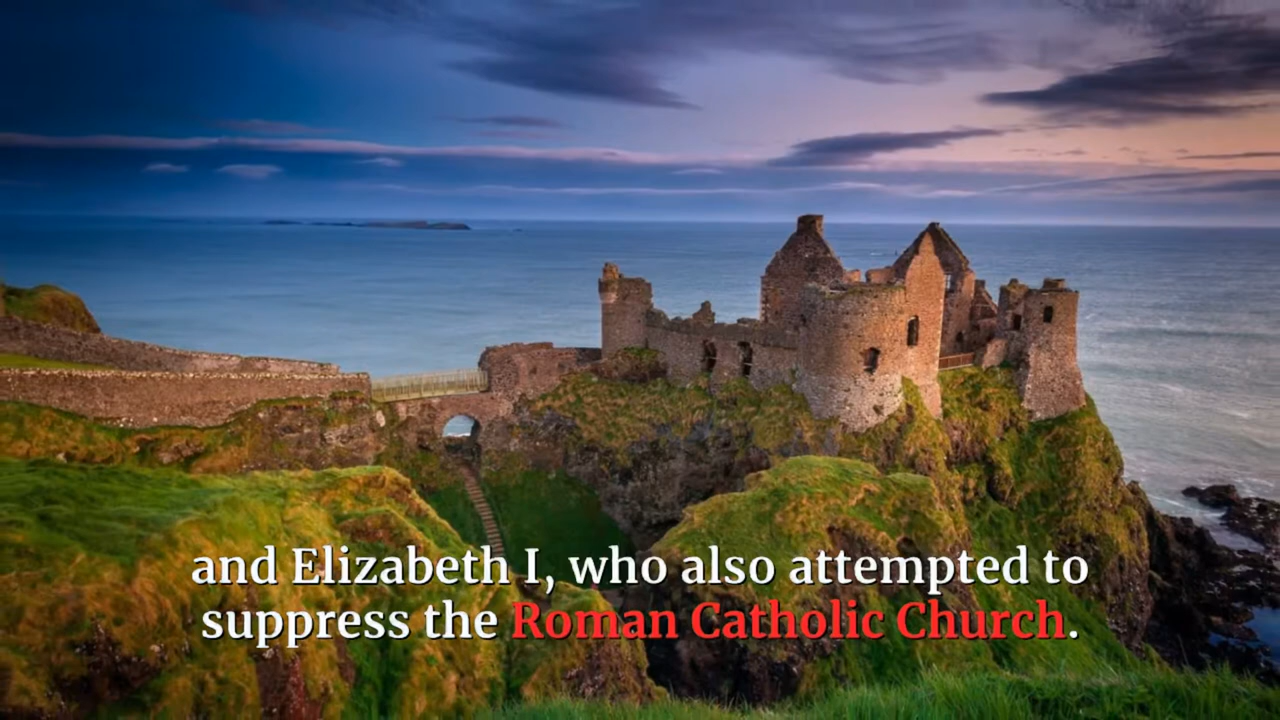 and Elizabeth I, who also attempted to
suppress the Roman Catholic Church.